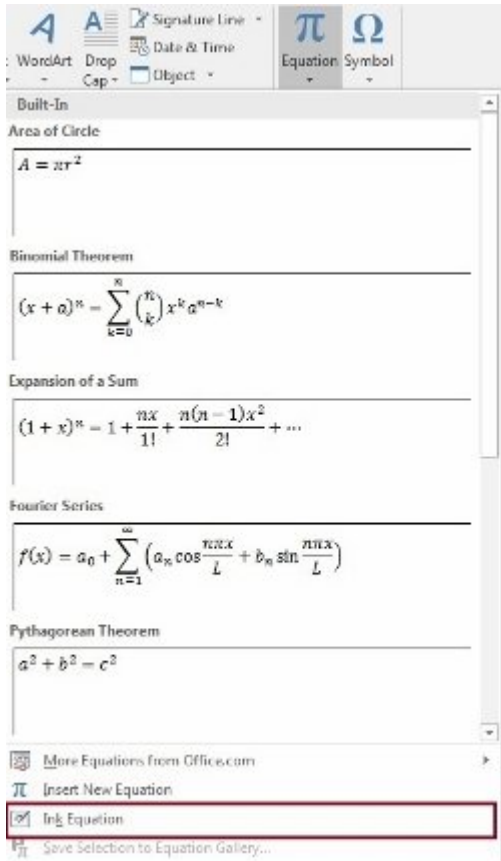 Signature Line
Date & Time
WordArt Drop Cap Object Equation Symbol
Built-In
Area of Circle
A = πr²
Binomial Theorem
(x + a)ⁿ = ∑ₖ₌₀ⁿ (n k) xᵏaⁿ⁻ᵏ
Expansion of a Sum
(1 + x)ⁿ = 1 + nx/1! + n(n − 1)x²/2! + ⋯
Fourier Series
f(x) = a₀ + ∑ₙ₌₁^∞ (aₙ cos nπx/L + bₙ sin nπx/L)
Pythagorean Theorem
a² + b² = c²
More Equations from Office.com
π Insert New Equation
Ink Equation
Save Selection to Equation Gallery...